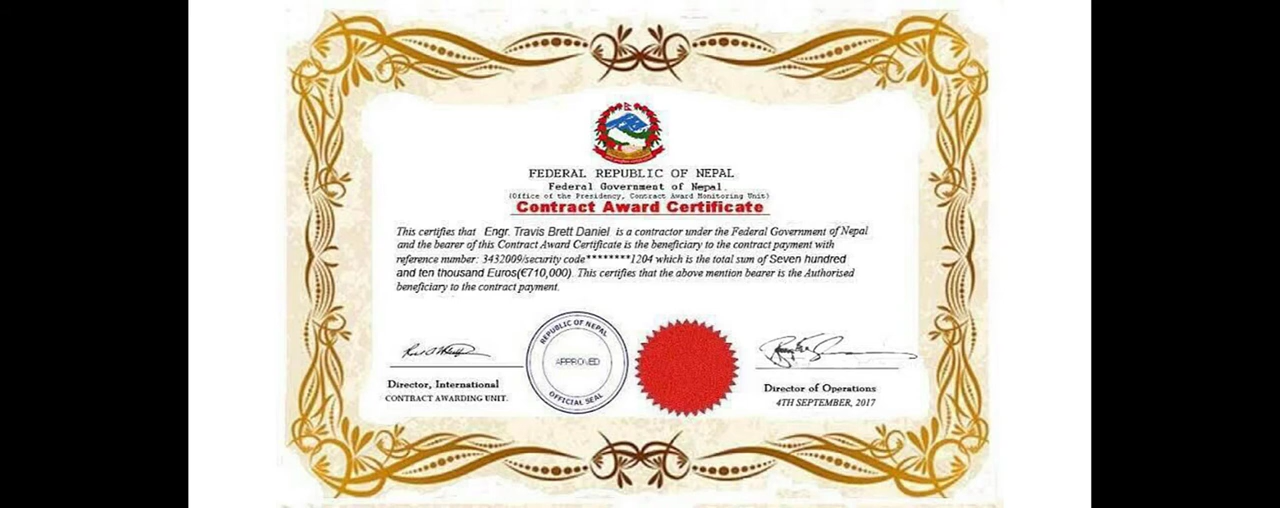 FEDERAL REPUBLIC OF NEPAL
Federal Government of Nepal.
(Office of the Presidency, Contract Award Monitoring Unit)
Contract Award Certificate
This certifies that Engr. Travis Brett Daniel is a contractor under the Federal Government of Nepal
and the bearer of this Contract Award Certificate is the beneficiary to the contract payment with
reference number: 3432009/security code********1204 which is the total sum of Seven hundred
and ten thousand Euros(€710,000). This certifies that the above mention bearer is the Authorised
beneficiary to the contract payment.
REPUBLIC OF NEPAL
APPROVED
OFFICIAL SEAL
Director, International
CONTRACT AWARDING UNIT.
Director of Operations
4TH SEPTEMBER, 2017